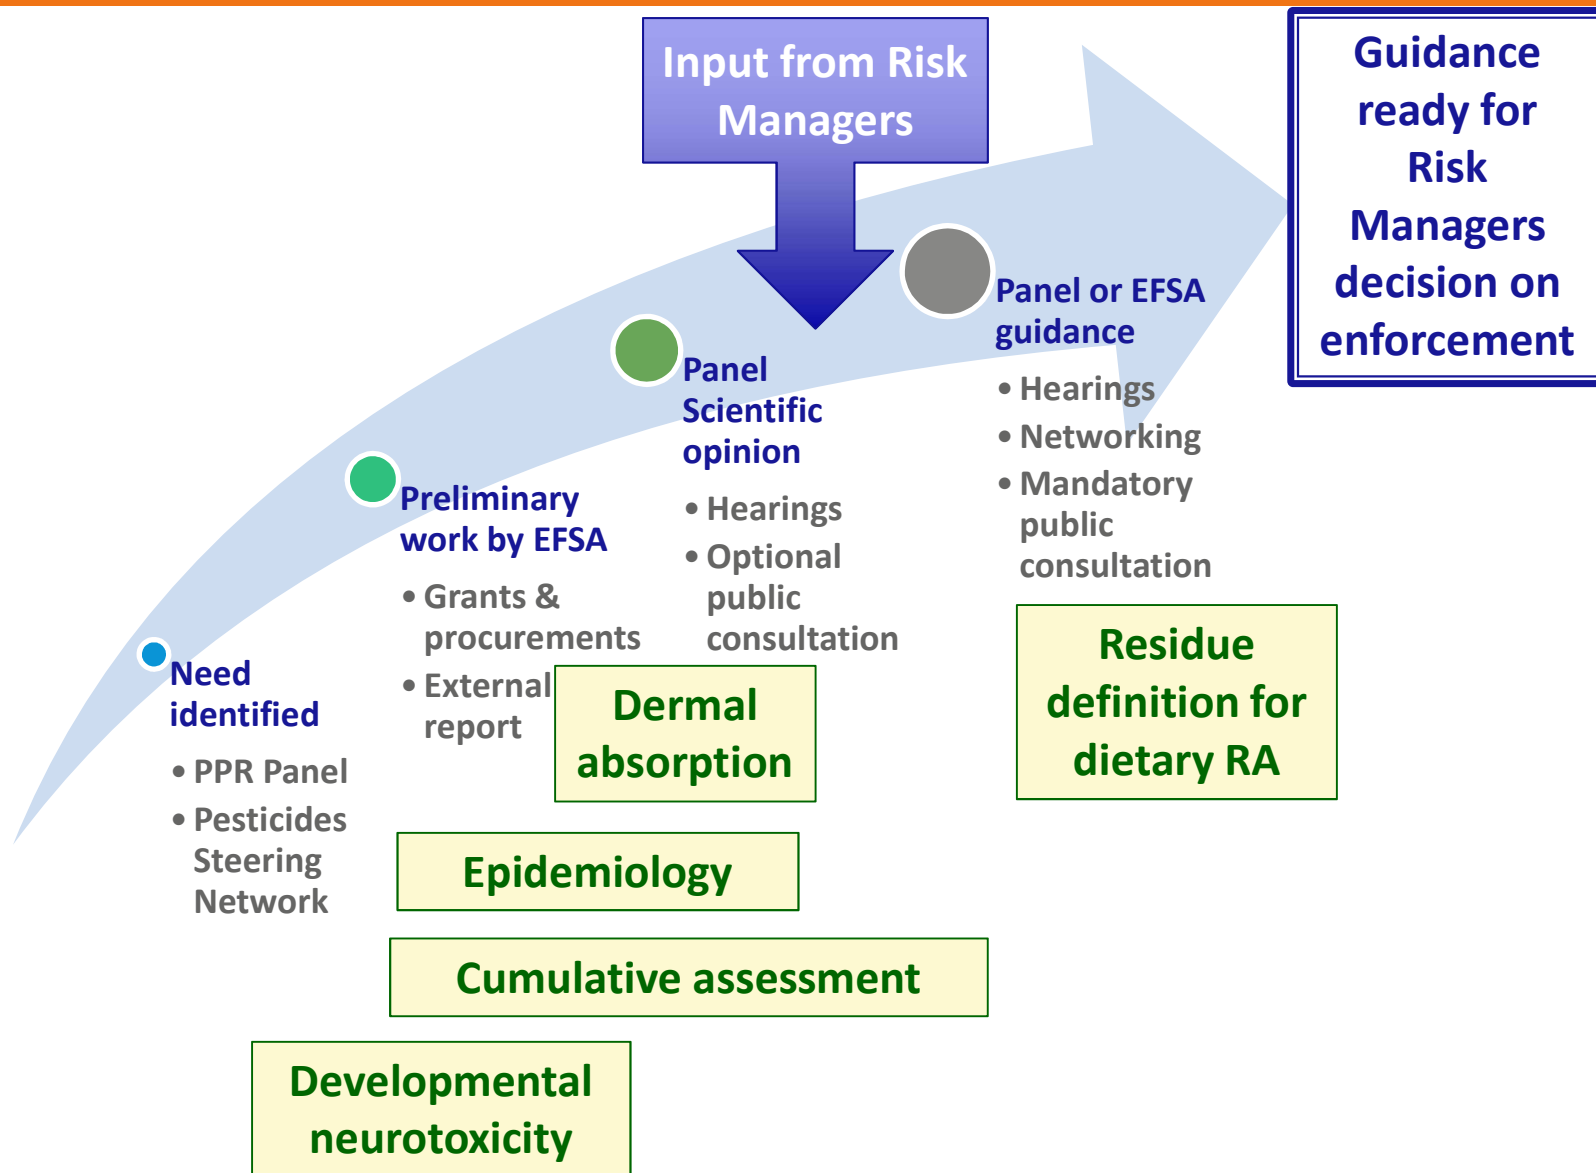 Input from Risk
Managers
Guidance
ready for
Risk
Managers
decision on
enforcement
Need
identified
• PPR Panel
• Pesticides
Steering
Network
Preliminary
work by EFSA
• Grants &
procurements
• External
report
Panel
Scientific
opinion
• Hearings
• Optional
public
consultation
Panel or EFSA
guidance
• Hearings
• Networking
• Mandatory
public
consultation
Dermal
absorption
Residue
definition for
dietary RA
Epidemiology
Cumulative assessment
Developmental
neurotoxicity